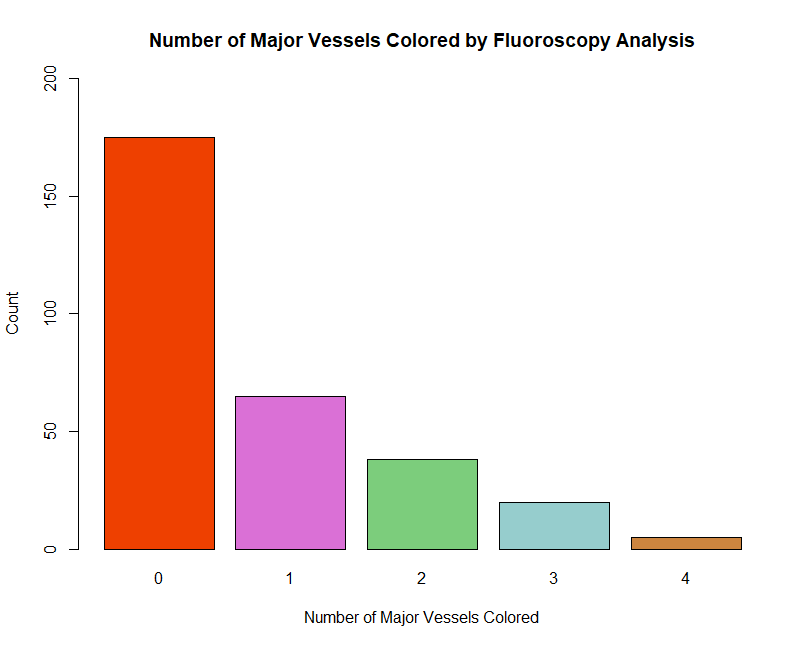 Number of Major Vessels Colored by Fluoroscopy Analysis
200
150
100
50
0
Count
0 1 2 3 4
Number of Major Vessels Colored